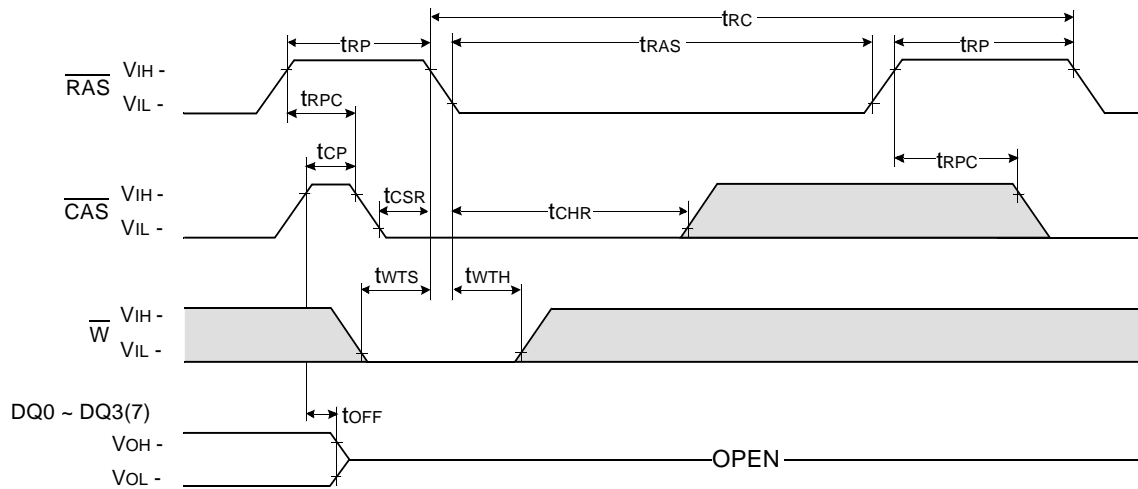 tRC
tRP
tRAS
tRP
RAS
VIH -
VIL -
tRPC
tCP
tRPC
CAS
VIH -
VIL -
tCSR
tCHR
tWTS
tWTH
W
VIH -
VIL -
DQ0 ~ DQ3(7)
tOFF
VOH -
VOL -
OPEN